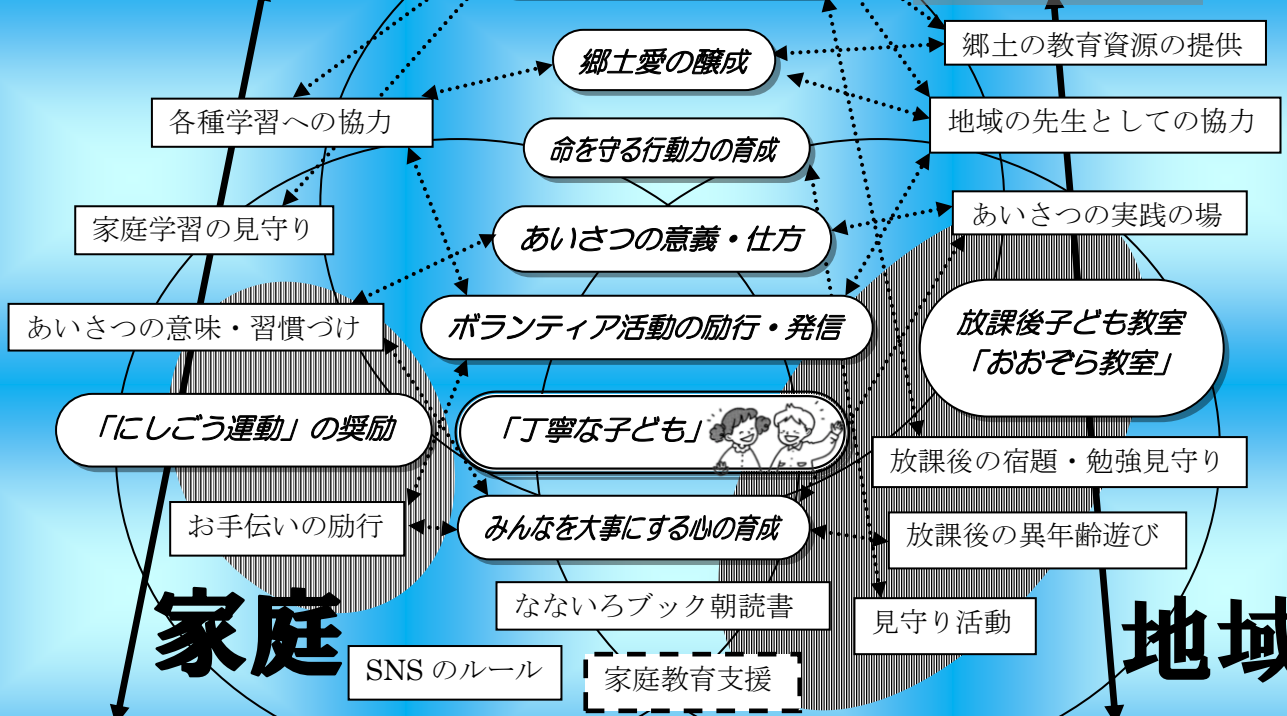 郷土の教育資源の提供
郷土愛の醸成
各種学習への協力
地域の先生としての協力
命を守る行動力の育成
家庭学習の見守り
あいさつの意義・仕方
あいさつの実践の場
あいさつの意味・習慣づけ
ボランティア活動の励行・発信
放課後子ども教室
「おおぞら教室」
「にしごう運動」の奨励
「丁寧な子ども」
放課後の宿題・勉強見守り
お手伝いの励行
みんなを大事にする心の育成
放課後の異年齢遊び
なないろブック朝読書
見守り活動
家庭
地域
SNS のルール
家庭教育支援